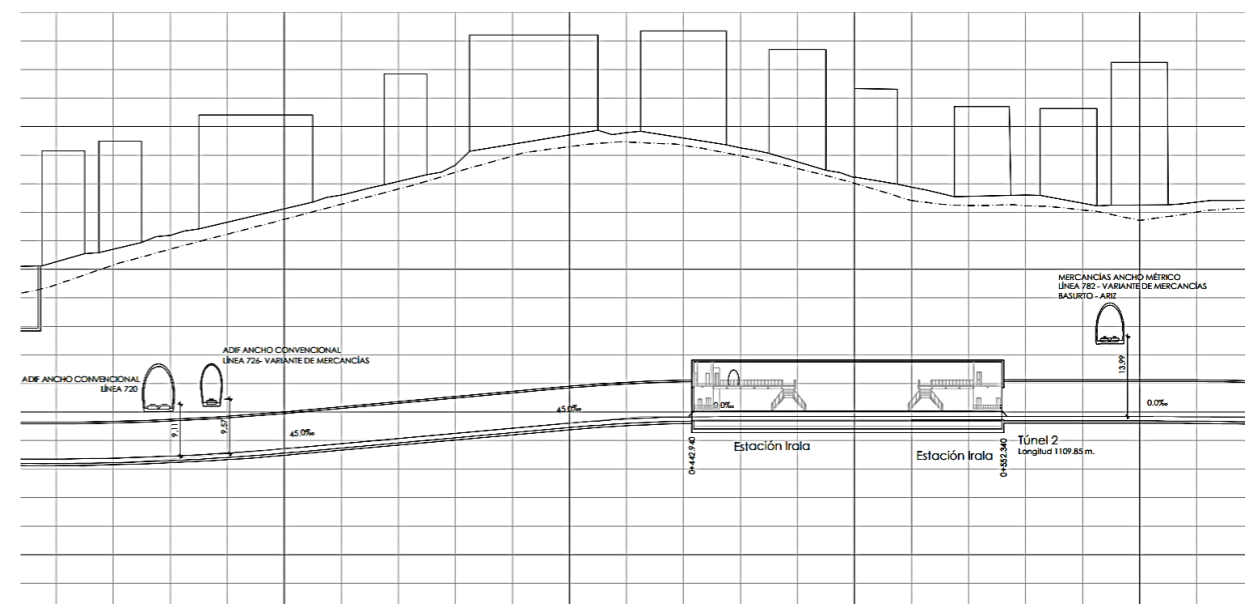 MERCANCÍAS ANCHO MÉTRICO
LÍNEA 782 - VARIANTE DE MERCANCÍAS
BASURTO - ARIZ
ADIF ANCHO CONVENCIONAL
LÍNEA 726- VARIANTE DE MERCANCÍAS
ADIF ANCHO CONVENCIONAL
LÍNEA 720
13,99
9,11
9,57
45.0‰
45.0‰
0.0‰
0.0‰
0+442.940
Estación Irala
Estación Irala
0+552.340
Túnel 2
Longitud 1109.85 m.